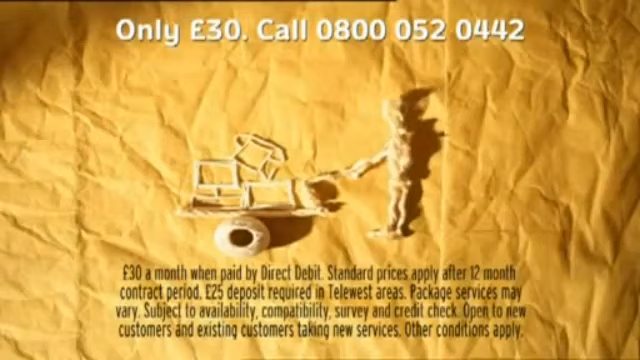 Only £30. Call 0800 052 0442
£30 a month when paid by Direct Debit. Standard prices apply after 12 month
contract period. £25 deposit required in Telewest areas. Package services may
vary. Subject to availability, compatibility, survey and credit check. Open to new
customers and existing customers taking new services. Other conditions apply.